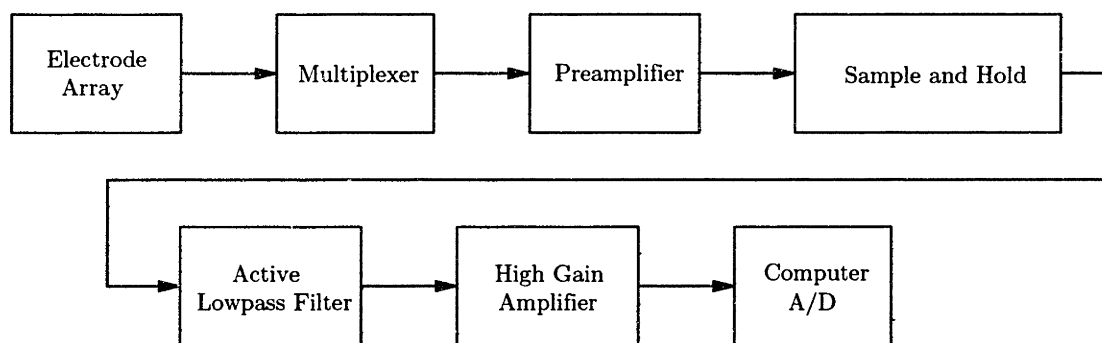 Electrode
Array
Multiplexer
Preamplifier
Sample and Hold
Active
Lowpass Filter
High Gain
Amplifier
Computer
A/D